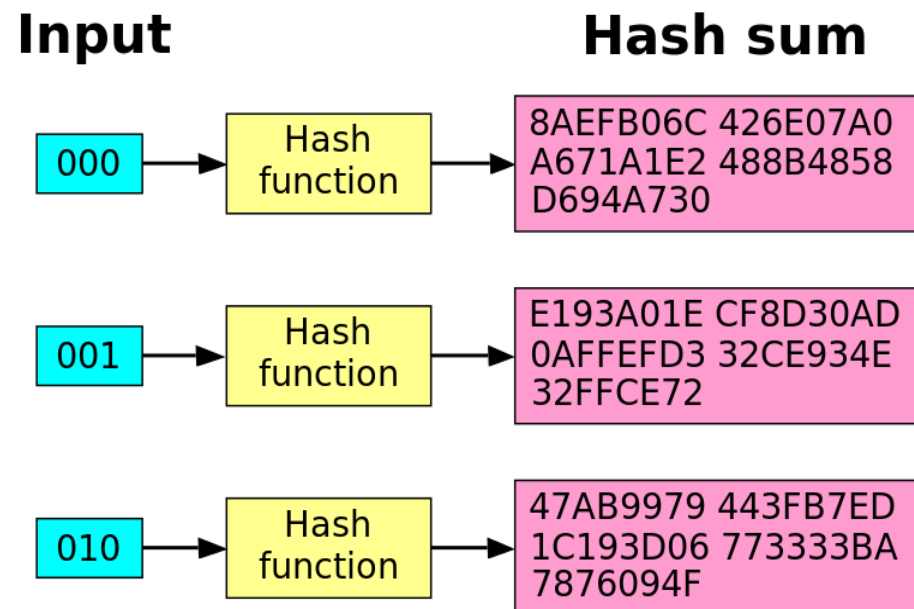 Input
Hash sum
000
Hash
function
8AEFB06C 426E07A0
A671A1E2 488B4858
D694A730
001
Hash
function
E193A01E CF8D30AD
0AFFEFD3 32CE934E
32FFCE72
010
Hash
function
47AB9979 443FB7ED
1C193D06 773333BA
7876094F